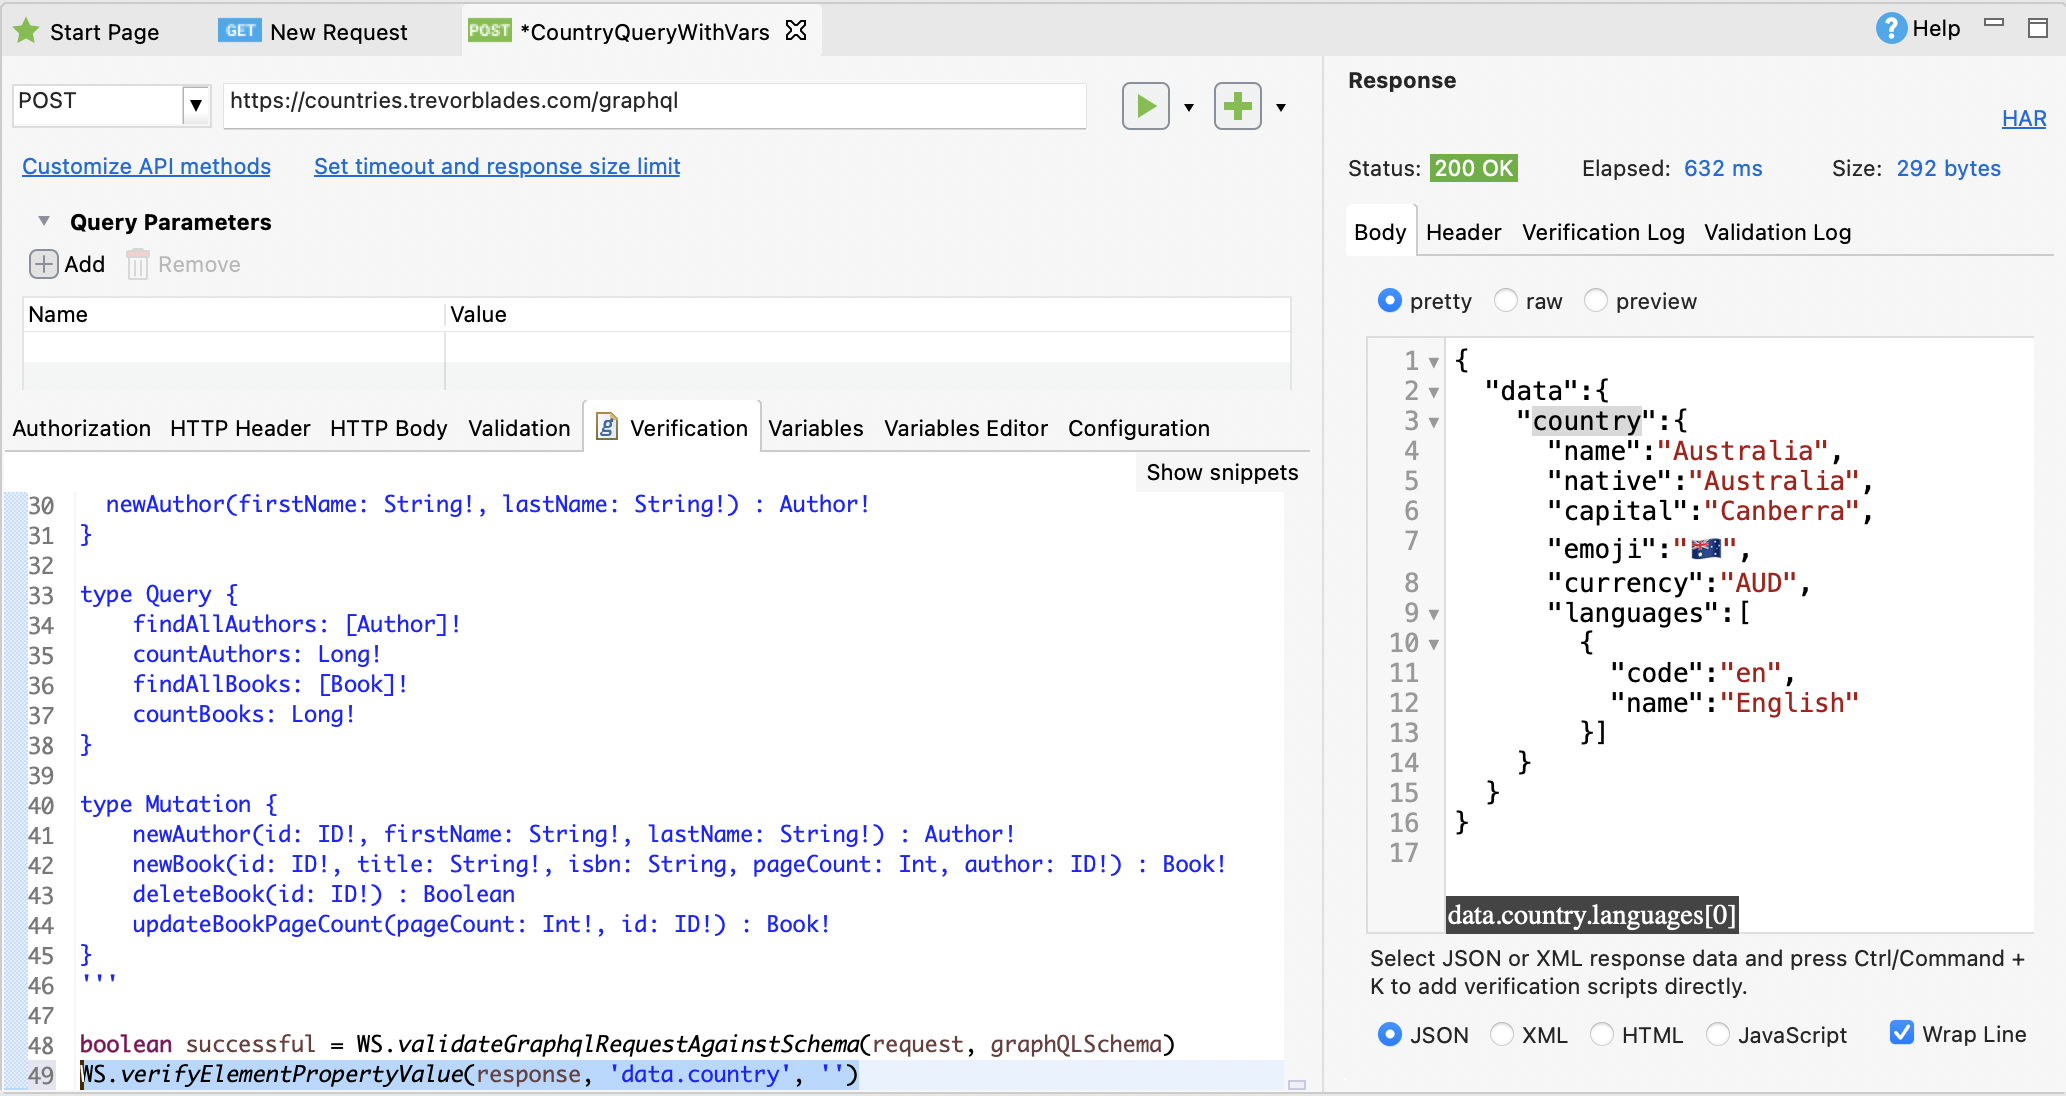 Start Page
GET New Request
POST *CountryQueryWithVars
Help
POST
https://countries.trevorblades.com/graphql
Customize API methods
Set timeout and response size limit
Query Parameters
Add
Remove
Name Value
Authorization HTTP Header HTTP Body Validation Verification Variables Variables Editor Configuration
Show snippets
30 newAuthor(firstName: String!, lastName: String!) : Author!
31 }
32
33 type Query {
34 findAllAuthors: [Author]!
35 countAuthors: Long!
36 findAllBooks: [Book]!
37 countBooks: Long!
38 }
39
40 type Mutation {
41 newAuthor(id: ID!, firstName: String!, lastName: String!) : Author!
42 newBook(id: ID!, title: String!, isbn: String, pageCount: Int, author: ID!) : Book!
43 deleteBook(id: ID!) : Boolean
44 updateBookPageCount(pageCount: Int!, id: ID!) : Book!
45 }
46 '''
47
48 boolean successful = WS.validateGraphqlRequestAgainstSchema(request, graphQLSchema)
49 WS.verifyElementPropertyValue(response, 'data.country', '')
Response
HAR
Status: 200 OK Elapsed: 632 ms Size: 292 bytes
Body Header Verification Log Validation Log
pretty raw preview
1 {
2 "data":{
3 "country":{
4 "name":"Australia",
5 "native":"Australia",
6 "capital":"Canberra",
7 "emoji":"🇦🇺",
8 "currency":"AUD",
9 "languages":[
10 {
11 "code":"en",
12 "name":"English"
13 }]
14 }
15 }
16 }
17
data.country.languages[0]
Select JSON or XML response data and press Ctrl/Command +
K to add verification scripts directly.
JSON XML HTML JavaScript Wrap Line